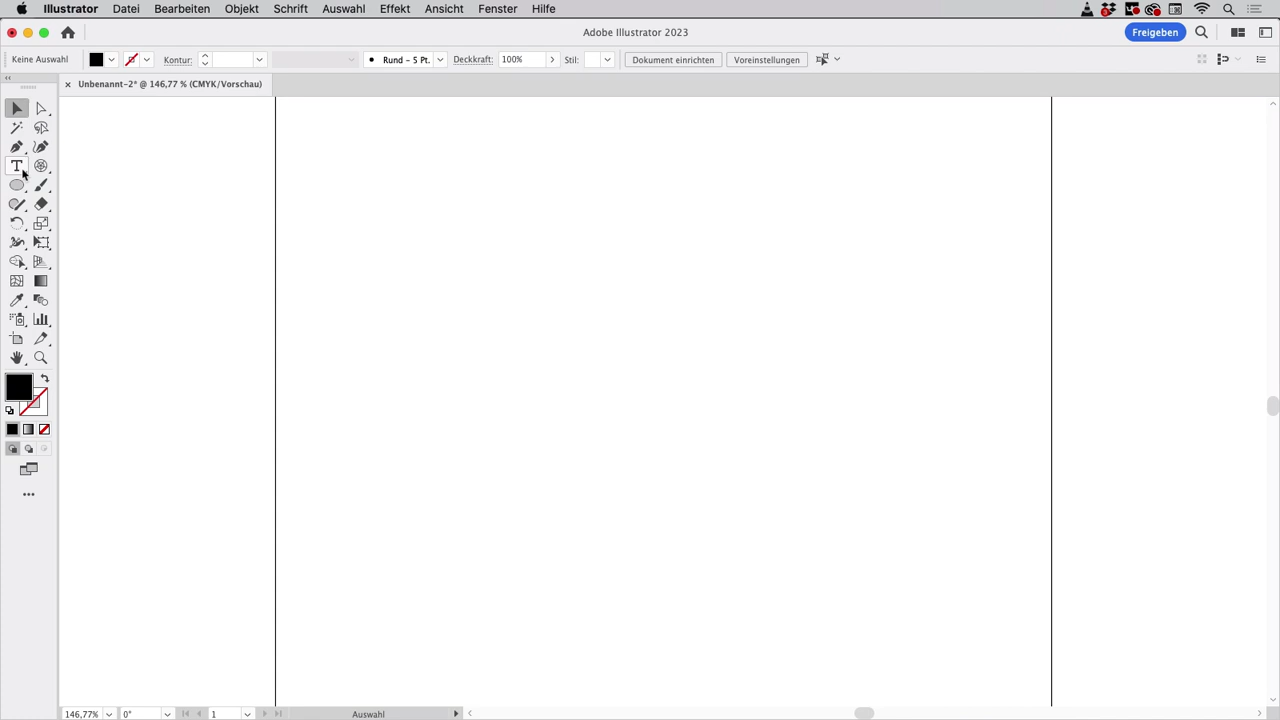 Illustrator Datei Bearbeiten Objekt Schrift Auswahl Effekt Ansicht Fenster Hilfe
Adobe Illustrator 2023
Freigeben
Keine Auswahl
Kontur:
Rund - 5 Pt.
Deckkraft:
100%
Stil:
Dokument einrichten
Voreinstellungen
Unbenannt-2* @ 146,77 % (CMYK/Vorschau)
146,77%
0°
1
Auswahl